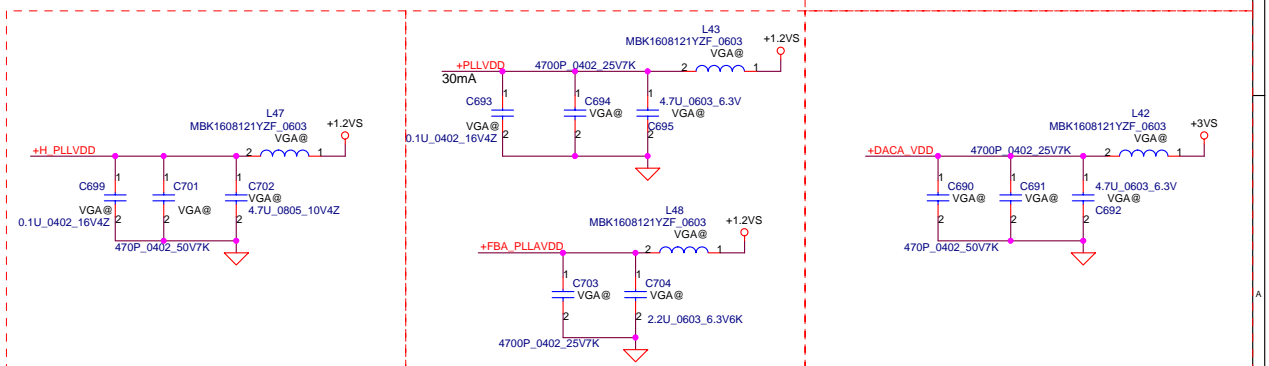 L47
MBK1608121YZF_0603
VGA@
+1.2VS
+H_PLLVDD
2
1
1
C699
VGA@
2
0.1U_0402_16V4Z
1
C701
VGA@
2
470P_0402_50V7K
1
C702
VGA@
4.7U_0805_10V4Z
2
L43
MBK1608121YZF_0603
VGA@
+1.2VS
+PLLVDD
30mA
4700P_0402_25V7K
2
1
1
C693
VGA@
2
0.1U_0402_16V4Z
1
C694
VGA@
2
1
4.7U_0603_6.3V
VGA@
C695
2
L48
MBK1608121YZF_0603
VGA@
+1.2VS
+FBA_PLLAVDD
2
1
1
C703
VGA@
2
4700P_0402_25V7K
1
C704
VGA@
2
2.2U_0603_6.3V6K
L42
MBK1608121YZF_0603
VGA@
+3VS
+DACA_VDD
4700P_0402_25V7K
2
1
1
C690
VGA@
2
470P_0402_50V7K
1
C691
VGA@
2
1
4.7U_0603_6.3V
VGA@
C692
2
A